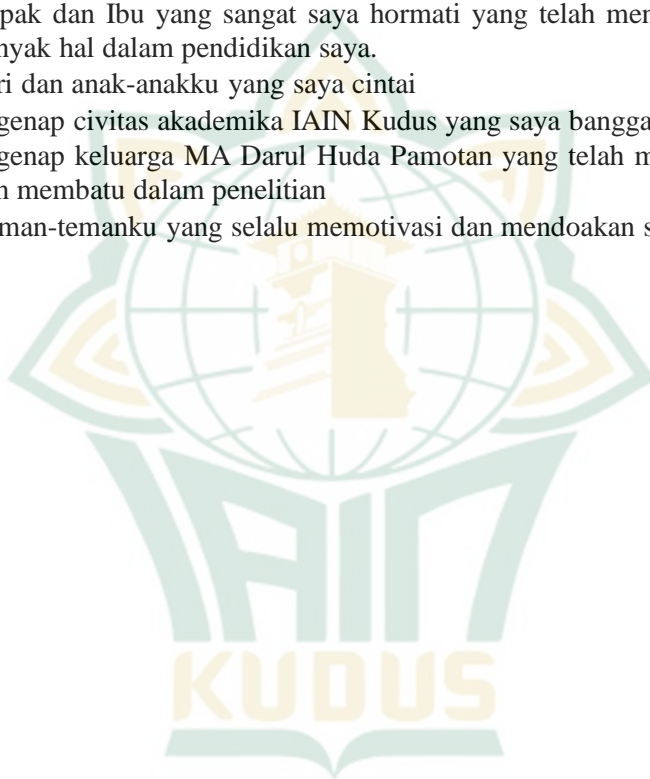 pak dan Ibu yang sangat saya hormati yang telah men
nyak hal dalam pendidikan saya.
ri dan anak-anakku yang saya cintai
genap civitas akademika IAIN Kudus yang saya bangga
genap keluarga MA Darul Huda Pamotan yang telah m
n membatu dalam penelitian
man-temanku yang selalu memotivasi dan mendoakan s
IAIN
KUDUS